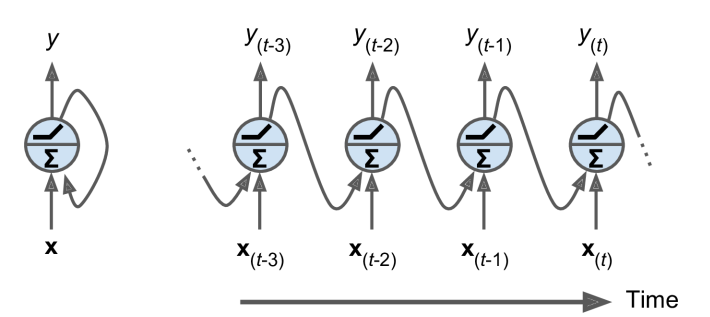 y y(t-3) y(t-2) y(t-1) y(t)
Σ Σ Σ Σ Σ
x x(t-3) x(t-2) x(t-1) x(t)
Time